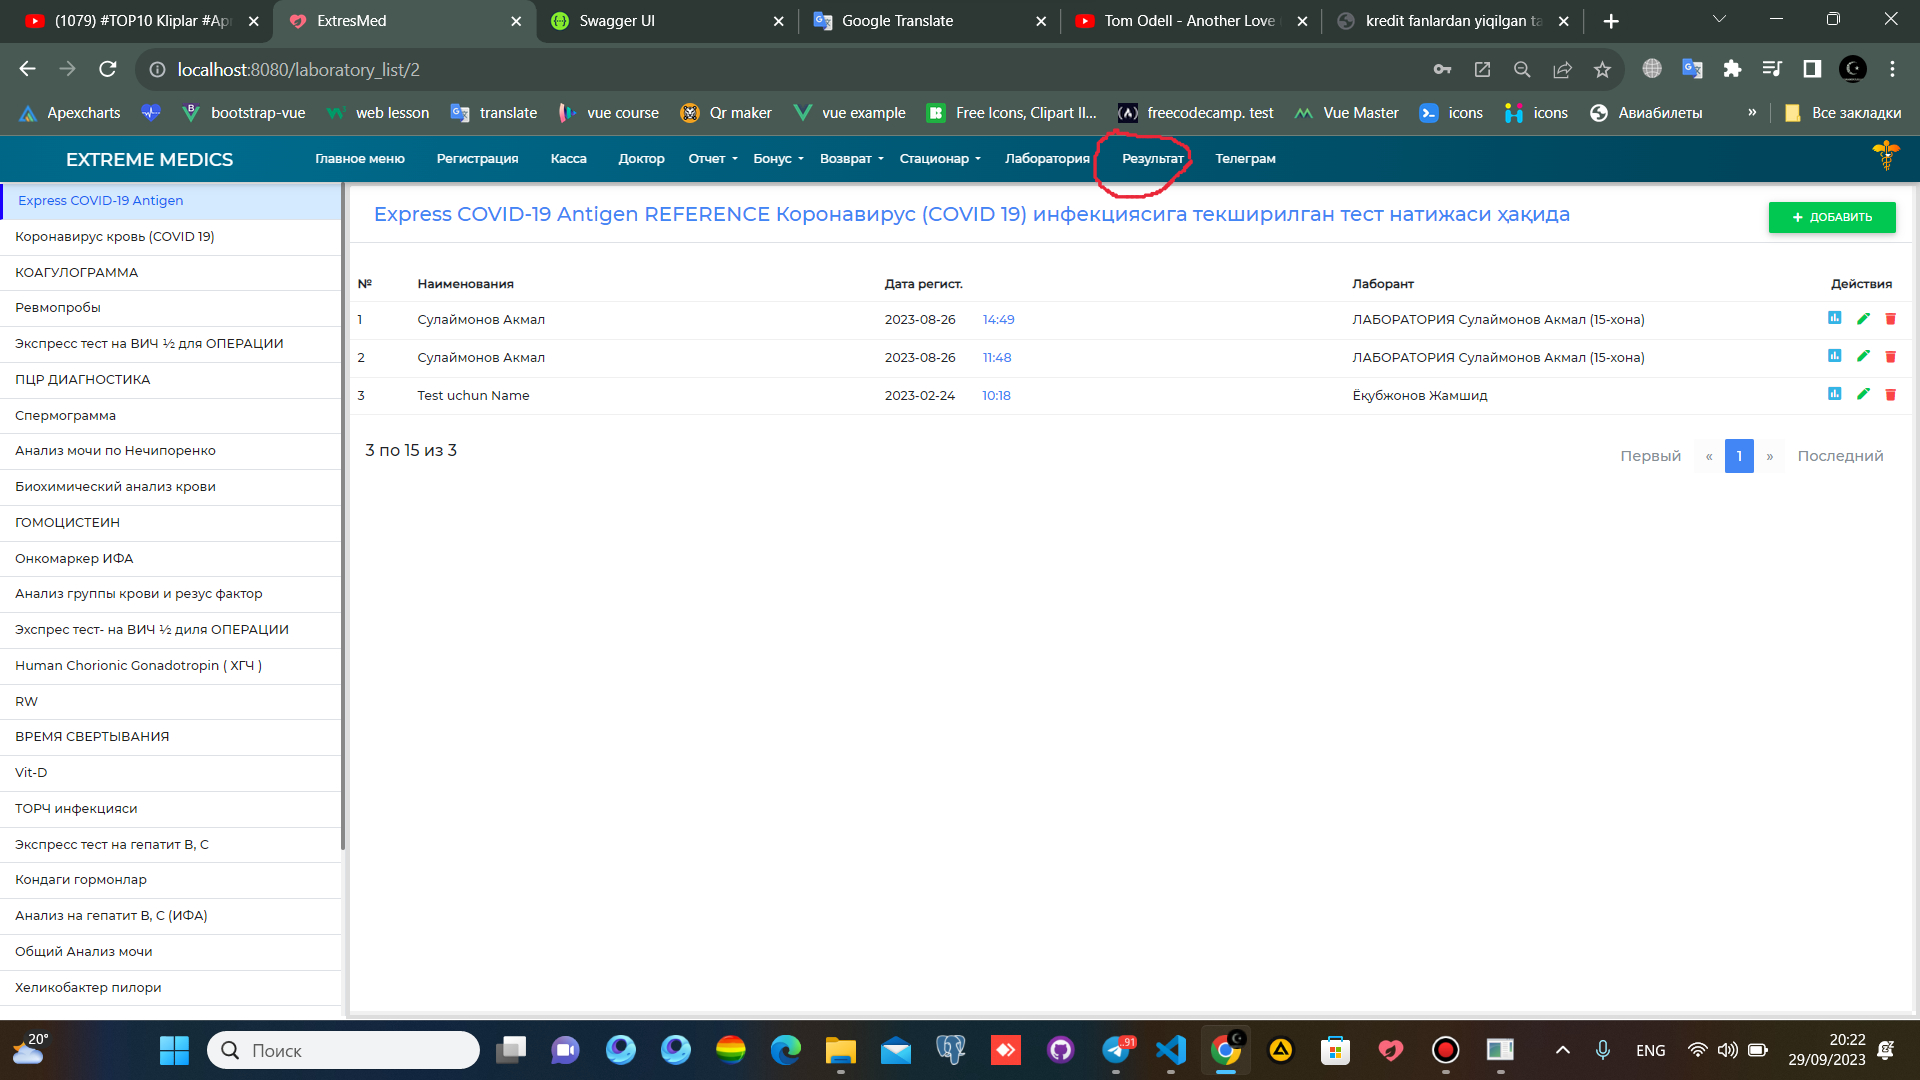 (1079) #TOP10 Kliplar #Apr
ExtresMed
Swagger UI
Google Translate
Tom Odell - Another Love
kredit fanlardan yiqilgan ta
localhost:8080/laboratory_list/2
Apexcharts
bootstrap-vue
web lesson
translate
vue course
Qr maker
vue example
Free Icons, Clipart Il...
freecodecamp. test
Vue Master
icons
icons
Авиабилеты
»
Все закладки
EXTREME MEDICS
Главное меню
Регистрация
Касса
Доктор
Отчет
Бонус
Возврат
Стационар
Лаборатория
Результат
Телеграм
Express COVID-19 Antigen
Коронавирус кровь (COVID 19)
КОАГУЛОГРАММА
Ревмопробы
Экспресс тест на ВИЧ ½ для ОПЕРАЦИИ
ПЦР ДИАГНОСТИКА
Спермограмма
Анализ мочи по Нечипоренко
Биохимический анализ крови
ГОМОЦИСТЕИН
Онкомаркер ИФА
Анализ группы крови и резус фактор
Эхспрес тест- на ВИЧ ½ диля ОПЕРАЦИИ
Human Chorionic Gonadotropin ( ХГЧ )
RW
ВРЕМЯ СВЕРТЫВАНИЯ
Vit-D
ТОРЧ инфекцияси
Экспресс тест на гепатит В, С
Кондаги гормонлар
Анализ на гепатит В, С (ИФА)
Общий Анализ мочи
Хеликобактер пилори
Express COVID-19 Antigen REFERENCE Коронавирус (COVID 19) инфекциясига текширилган тест натижаси ҳақида
+ ДОБАВИТЬ
№ Наименования Дата регист. Лаборант Действия
1 Сулаймонов Акмал 2023-08-26 14:49 ЛАБОРАТОРИЯ Сулаймонов Акмал (15-хона)
2 Сулаймонов Акмал 2023-08-26 11:48 ЛАБОРАТОРИЯ Сулаймонов Акмал (15-хона)
3 Test uchun Name 2023-02-24 10:18 Ёқубжонов Жамшид
3 по 15 из 3
Первый « 1 » Последний
20°
Поиск
..91
ENG
20:22
29/09/2023